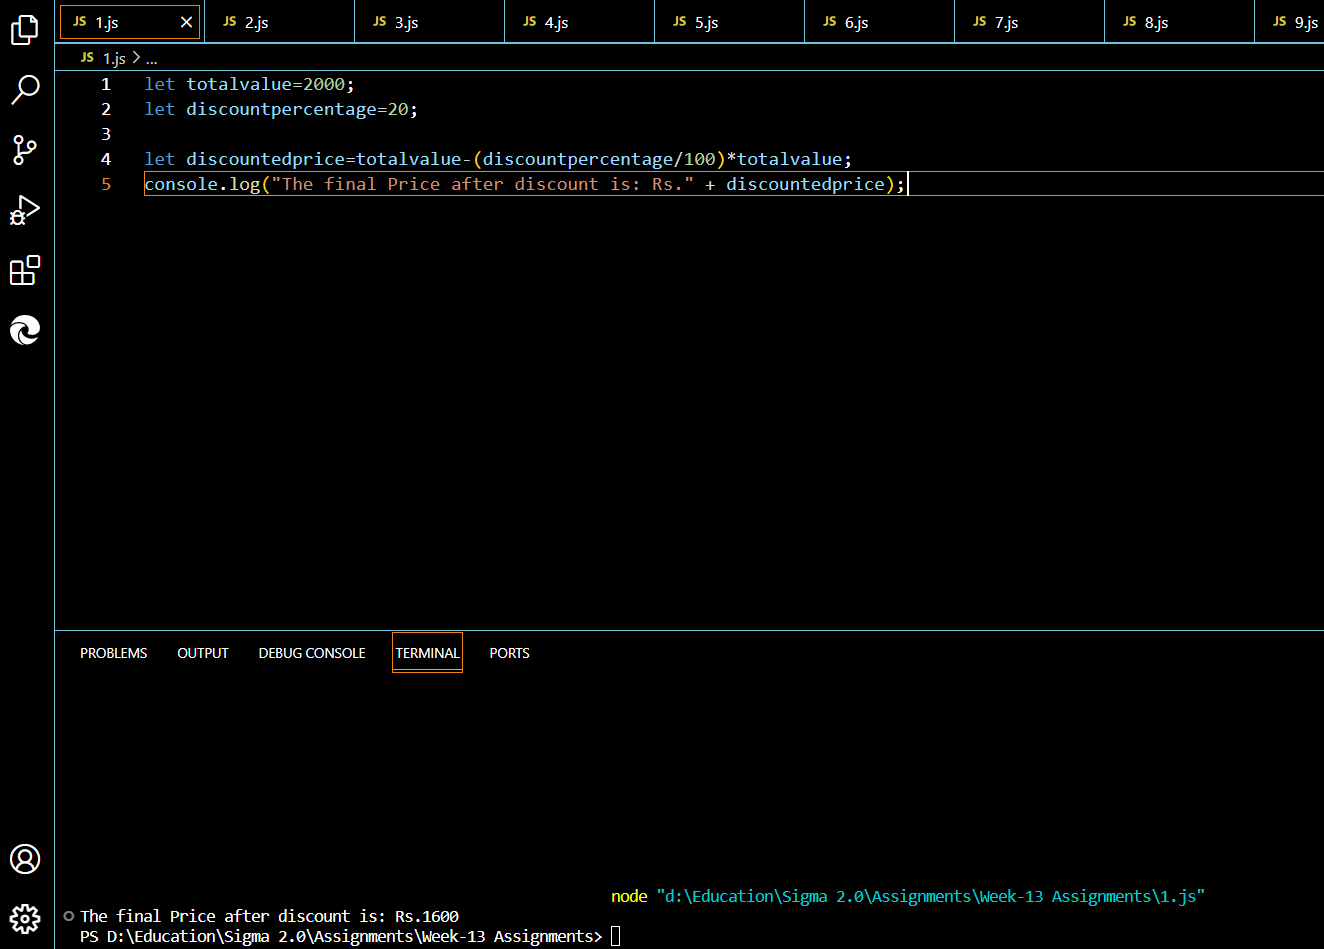 JS 1.js JS 2.js JS 3.js JS 4.js JS 5.js JS 6.js JS 7.js JS 8.js JS 9.js
JS 1.js > ...
1 let totalvalue=2000;
2 let discountpercentage=20;
3
4 let discountedprice=totalvalue-(discountpercentage/100)*totalvalue;
5 console.log("The final Price after discount is: Rs." + discountedprice);
PROBLEMS OUTPUT DEBUG CONSOLE TERMINAL PORTS
node "d:\Education\Sigma 2.0\Assignments\Week-13 Assignments\1.js"
The final Price after discount is: Rs.1600
PS D:\Education\Sigma 2.0\Assignments\Week-13 Assignments>